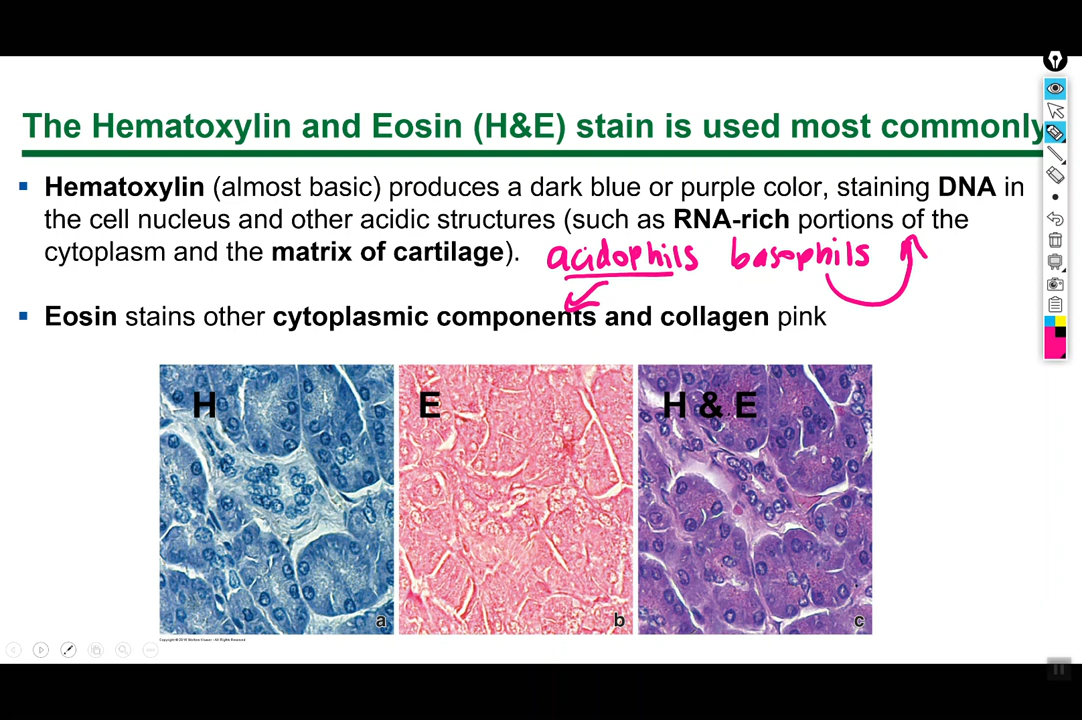 The Hematoxylin and Eosin (H&E) stain is used most commonly
▪ Hematoxylin (almost basic) produces a dark blue or purple color, staining DNA in
the cell nucleus and other acidic structures (such as RNA-rich portions of the
cytoplasm and the matrix of cartilage).
acidophils basophils
▪ Eosin stains other cytoplasmic components and collagen pink
H E H & E
a b c